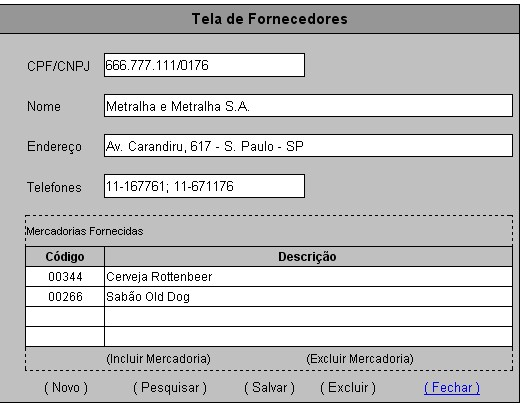 Tela de Fornecedores
CPF/CNPJ 666.777.111/0176
Nome Metralha e Metralha S.A.
Endereço Av. Carandiru, 617 - S. Paulo - SP
Telefones 11-167761; 11-671176
Mercadorias Fornecidas
Código Descrição
00344 Cerveja Rottenbeer
00266 Sabão Old Dog
(Incluir Mercadoria) (Excluir Mercadoria)
( Novo ) ( Pesquisar ) ( Salvar ) ( Excluir ) ( Fechar )